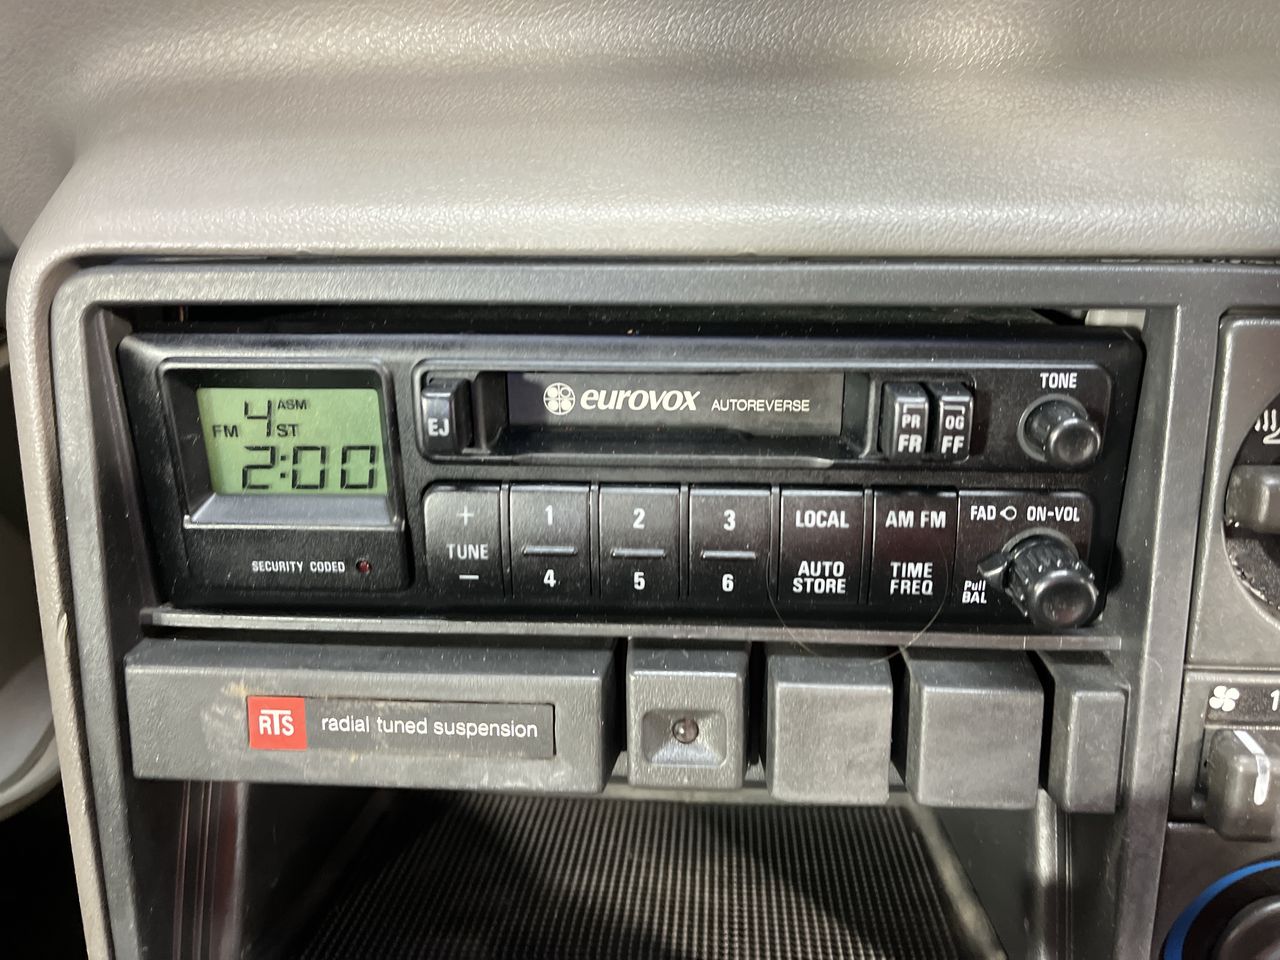 4 ASM
FM ST
2:00
SECURITY CODED
EJ
eurovox AUTOREVERSE
PR
FR
OG
FF
TONE
+
TUNE
−
1
4
2
5
3
6
LOCAL
AUTO
STORE
AM FM
TIME
FREQ
FAD ON-VOL
Pull
BAL
RTS radial tuned suspension
1